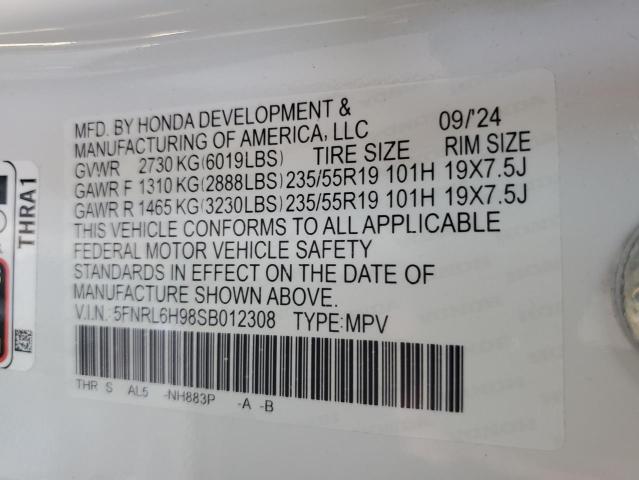 MFD. BY HONDA DEVELOPMENT &
MANUFACTURING OF AMERICA, LLC 09/'24
GVWR 2730 KG(6019LBS) TIRE SIZE RIM SIZE
GAWR F 1310 KG(2888LBS) 235/55R19 101H 19X7.5J
GAWR R 1465 KG(3230LBS) 235/55R19 101H 19X7.5J
THIS VEHICLE CONFORMS TO ALL APPLICABLE
FEDERAL MOTOR VEHICLE SAFETY
STANDARDS IN EFFECT ON THE DATE OF
MANUFACTURE SHOWN ABOVE.
V.I.N.: 5FNRL6H98SB012308 TYPE:MPV
THR S AL5 -NH883P -A -B
THRA1